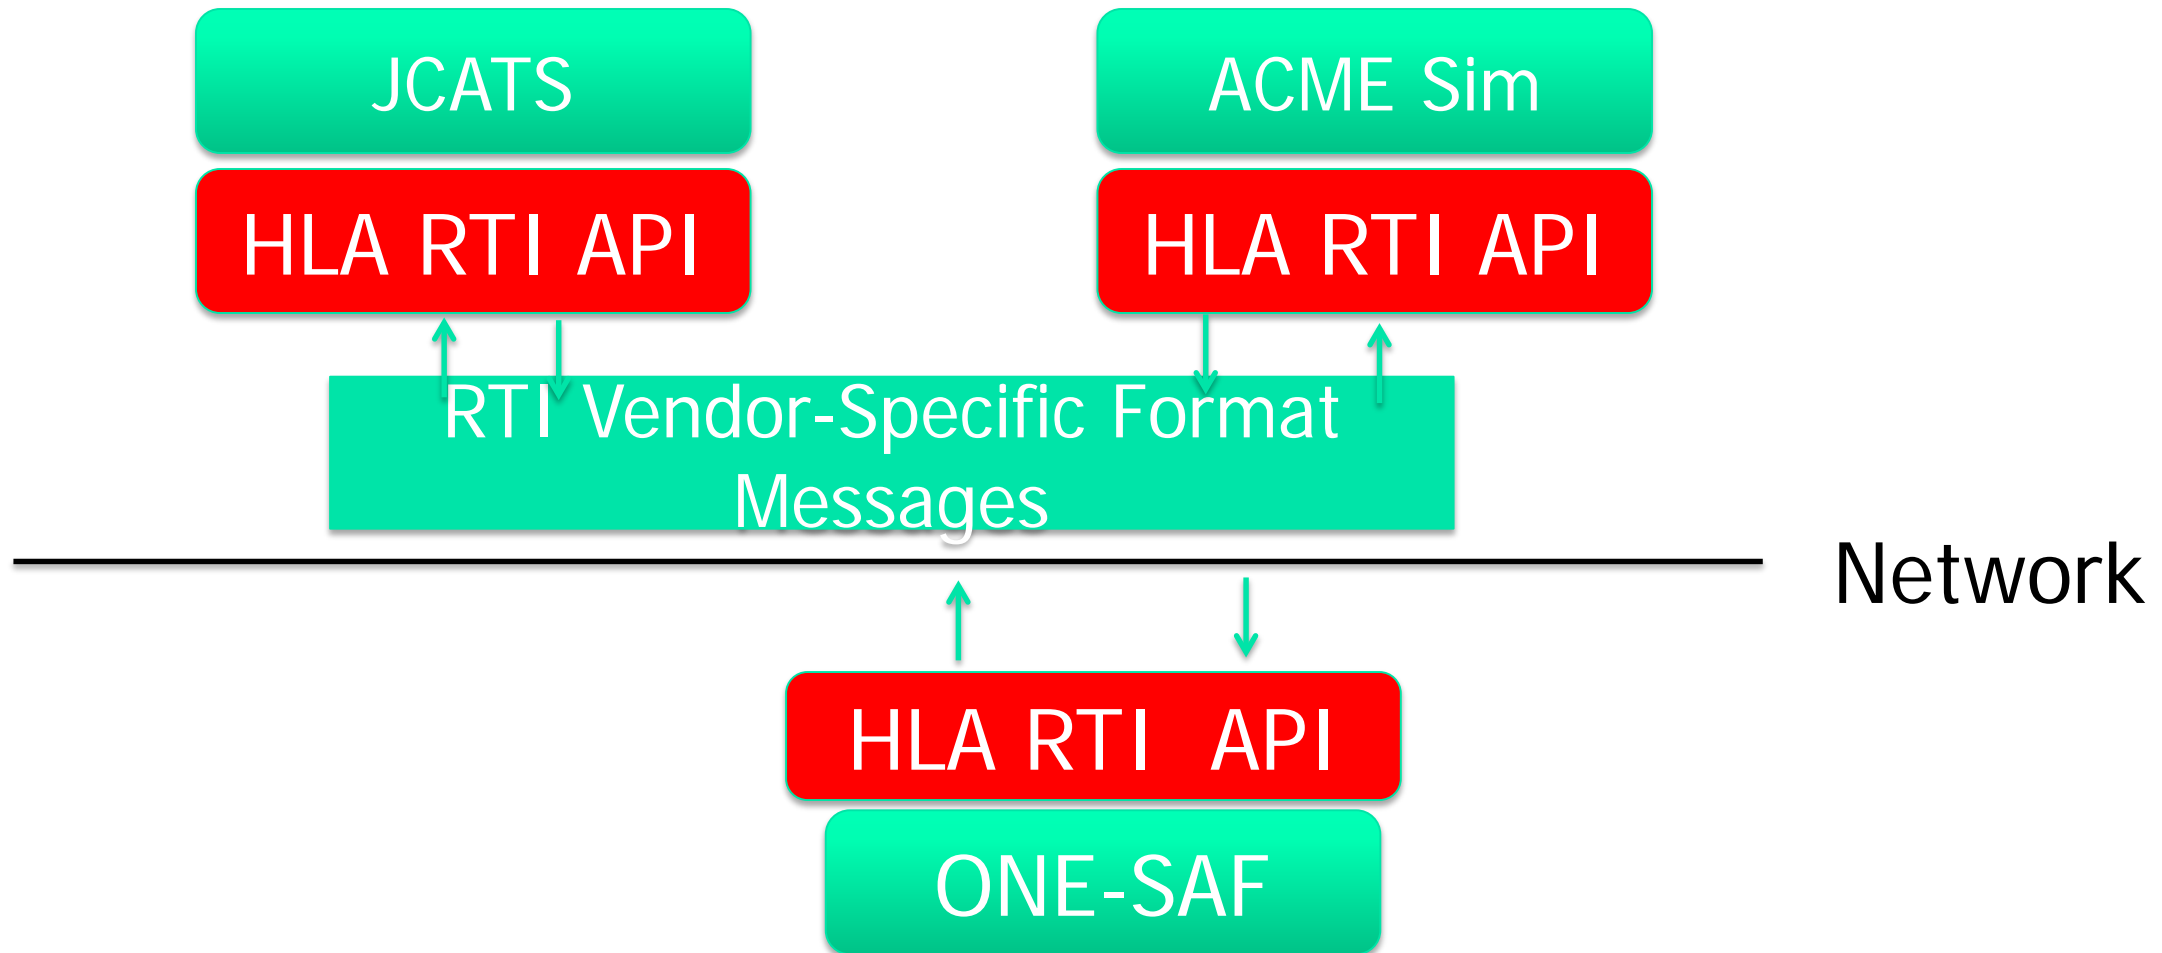 JCATS
ACME Sim
HLA RTI API
HLA RTI API
RTI Vendor-Specific Format
Messages
Network
HLA RTI API
ONE-SAF